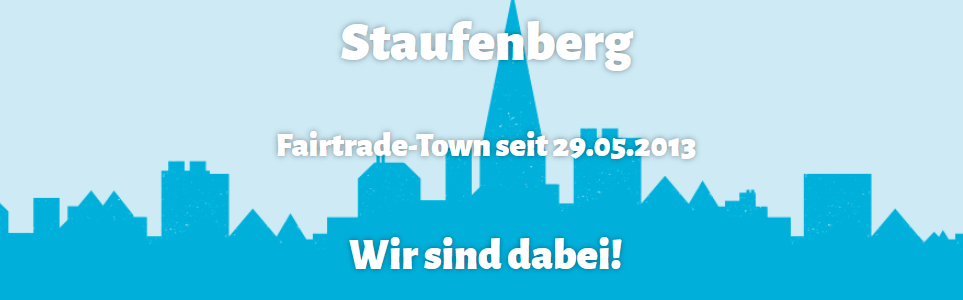 Staufenberg
Fairtrade-Town seit 29.05.2013
Wir sind dabei!